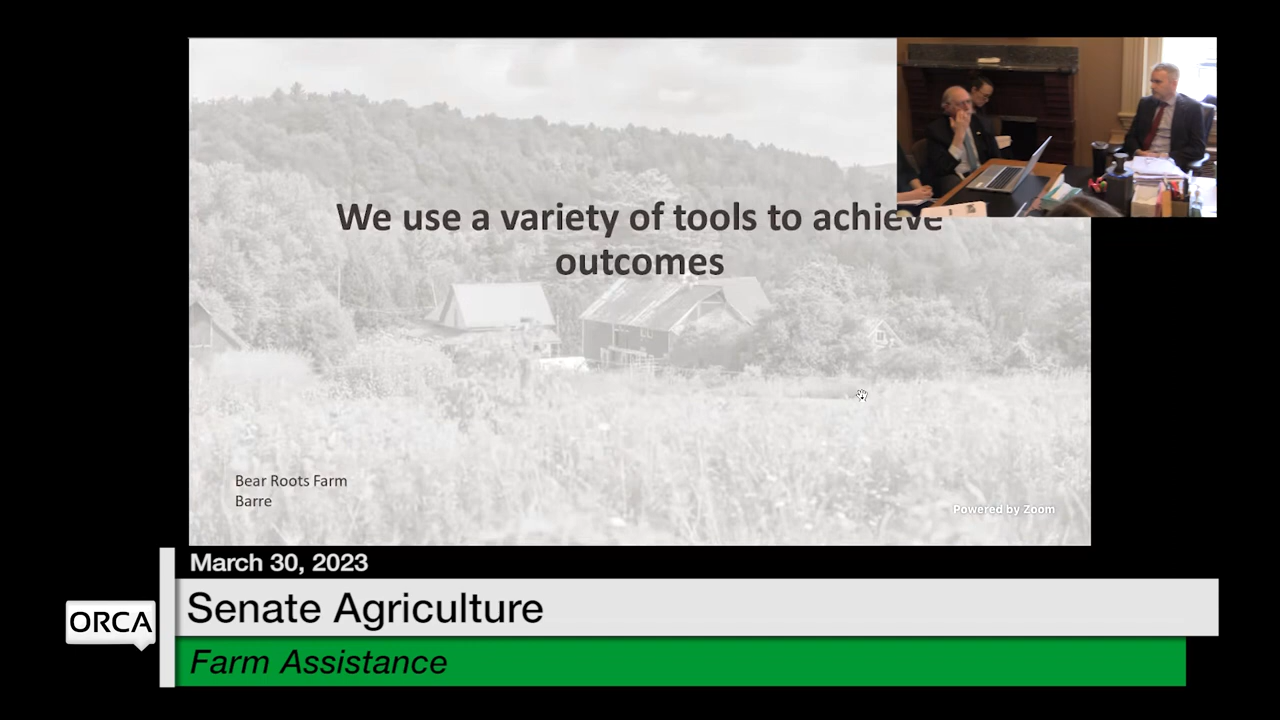 We use a variety of tools to achieve
outcomes
Bear Roots Farm
Barre
Powered by Zoom
March 30, 2023
Senate Agriculture
ORCA
Farm Assistance